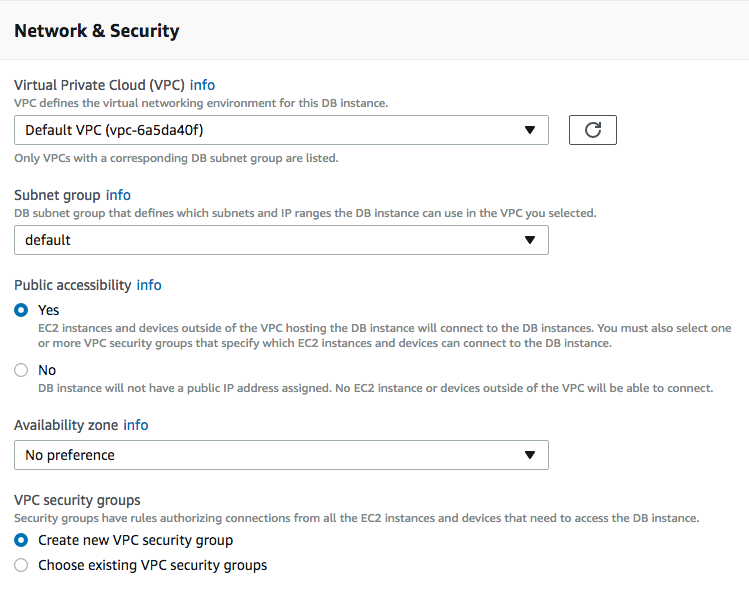 Network & Security
Virtual Private Cloud (VPC) info
VPC defines the virtual networking environment for this DB instance.
Default VPC (vpc-6a5da40f)
Only VPCs with a corresponding DB subnet group are listed.
Subnet group info
DB subnet group that defines which subnets and IP ranges the DB instance can use in the VPC you selected.
default
Public accessibility info
Yes
EC2 instances and devices outside of the VPC hosting the DB instance will connect to the DB instances. You must also select one
or more VPC security groups that specify which EC2 instances and devices can connect to the DB instance.
No
DB instance will not have a public IP address assigned. No EC2 instance or devices outside of the VPC will be able to connect.
Availability zone info
No preference
VPC security groups
Security groups have rules authorizing connections from all the EC2 instances and devices that need to access the DB instance.
Create new VPC security group
Choose existing VPC security groups